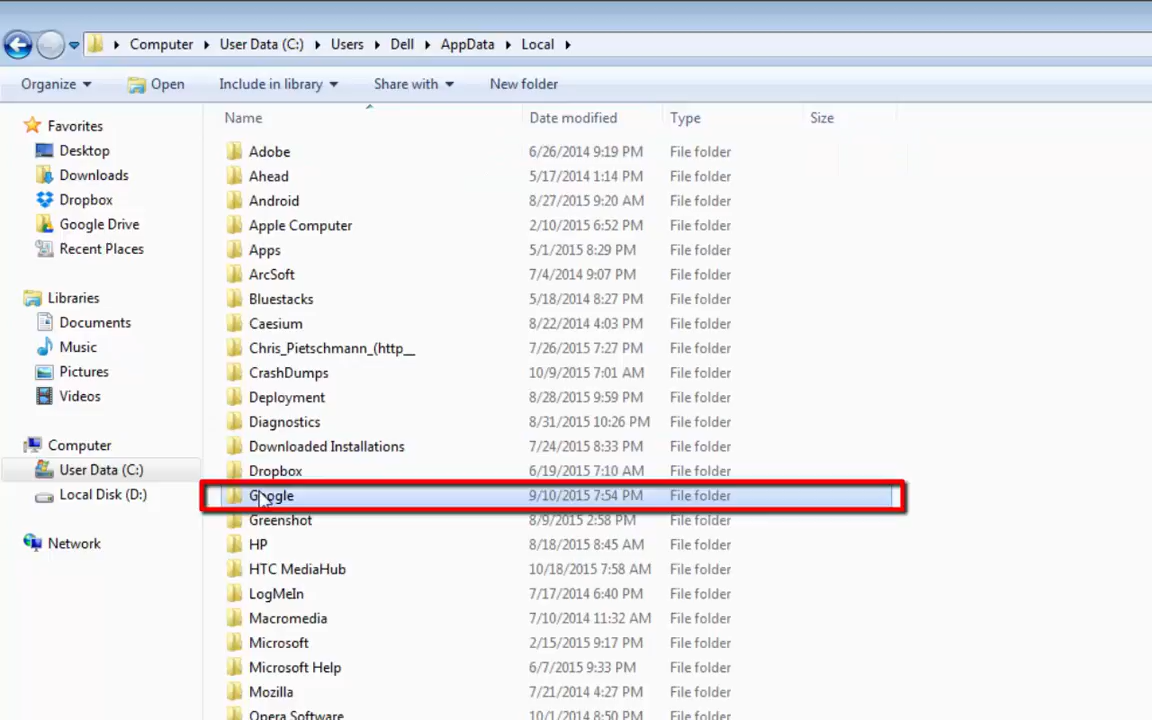 Computer User Data (C:) Users Dell AppData Local
Organize Open Include in library Share with New folder
Favorites
Desktop
Downloads
Dropbox
Google Drive
Recent Places
Libraries
Documents
Music
Pictures
Videos
Computer
User Data (C:)
Local Disk (D:)
Network
Name Date modified Type Size
Adobe 6/26/2014 9:19 PM File folder
Ahead 5/17/2014 1:14 PM File folder
Android 8/27/2015 9:20 AM File folder
Apple Computer 2/10/2015 6:52 PM File folder
Apps 5/1/2015 8:29 PM File folder
ArcSoft 7/4/2014 9:07 PM File folder
Bluestacks 5/18/2014 8:27 PM File folder
Caesium 8/22/2014 4:03 PM File folder
Chris_Pietschmann_(http__ 7/26/2015 7:27 PM File folder
CrashDumps 10/9/2015 7:01 AM File folder
Deployment 8/28/2015 9:59 PM File folder
Diagnostics 8/31/2015 10:26 PM File folder
Downloaded Installations 7/24/2015 8:33 PM File folder
Dropbox 6/19/2015 7:10 AM File folder
Google 9/10/2015 7:54 PM File folder
Greenshot 8/9/2015 2:58 PM File folder
HP 8/18/2015 8:45 AM File folder
HTC MediaHub 10/18/2015 7:58 AM File folder
LogMeIn 7/17/2014 6:40 PM File folder
Macromedia 7/10/2014 11:32 AM File folder
Microsoft 2/15/2015 9:17 PM File folder
Microsoft Help 6/7/2015 9:33 PM File folder
Mozilla 7/21/2014 4:27 PM File folder
Opera Software 10/1/2014 8:50 PM File folder